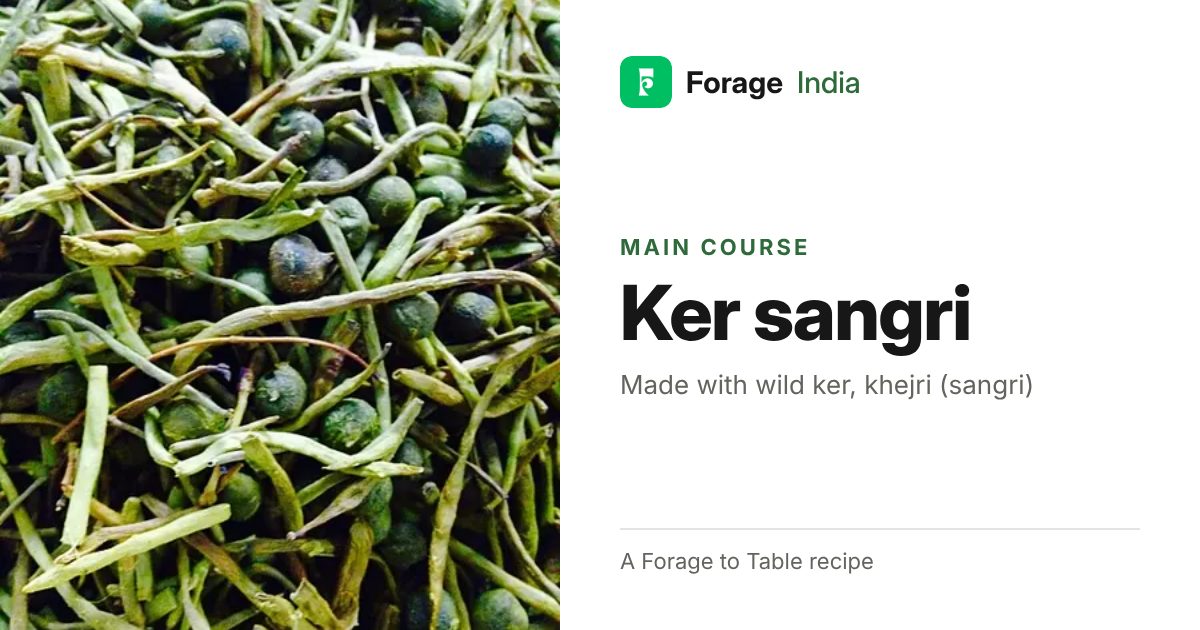 Forage India
MAIN COURSE
Ker sangri
Made with wild ker, khejri (sangri)
A Forage to Table recipe